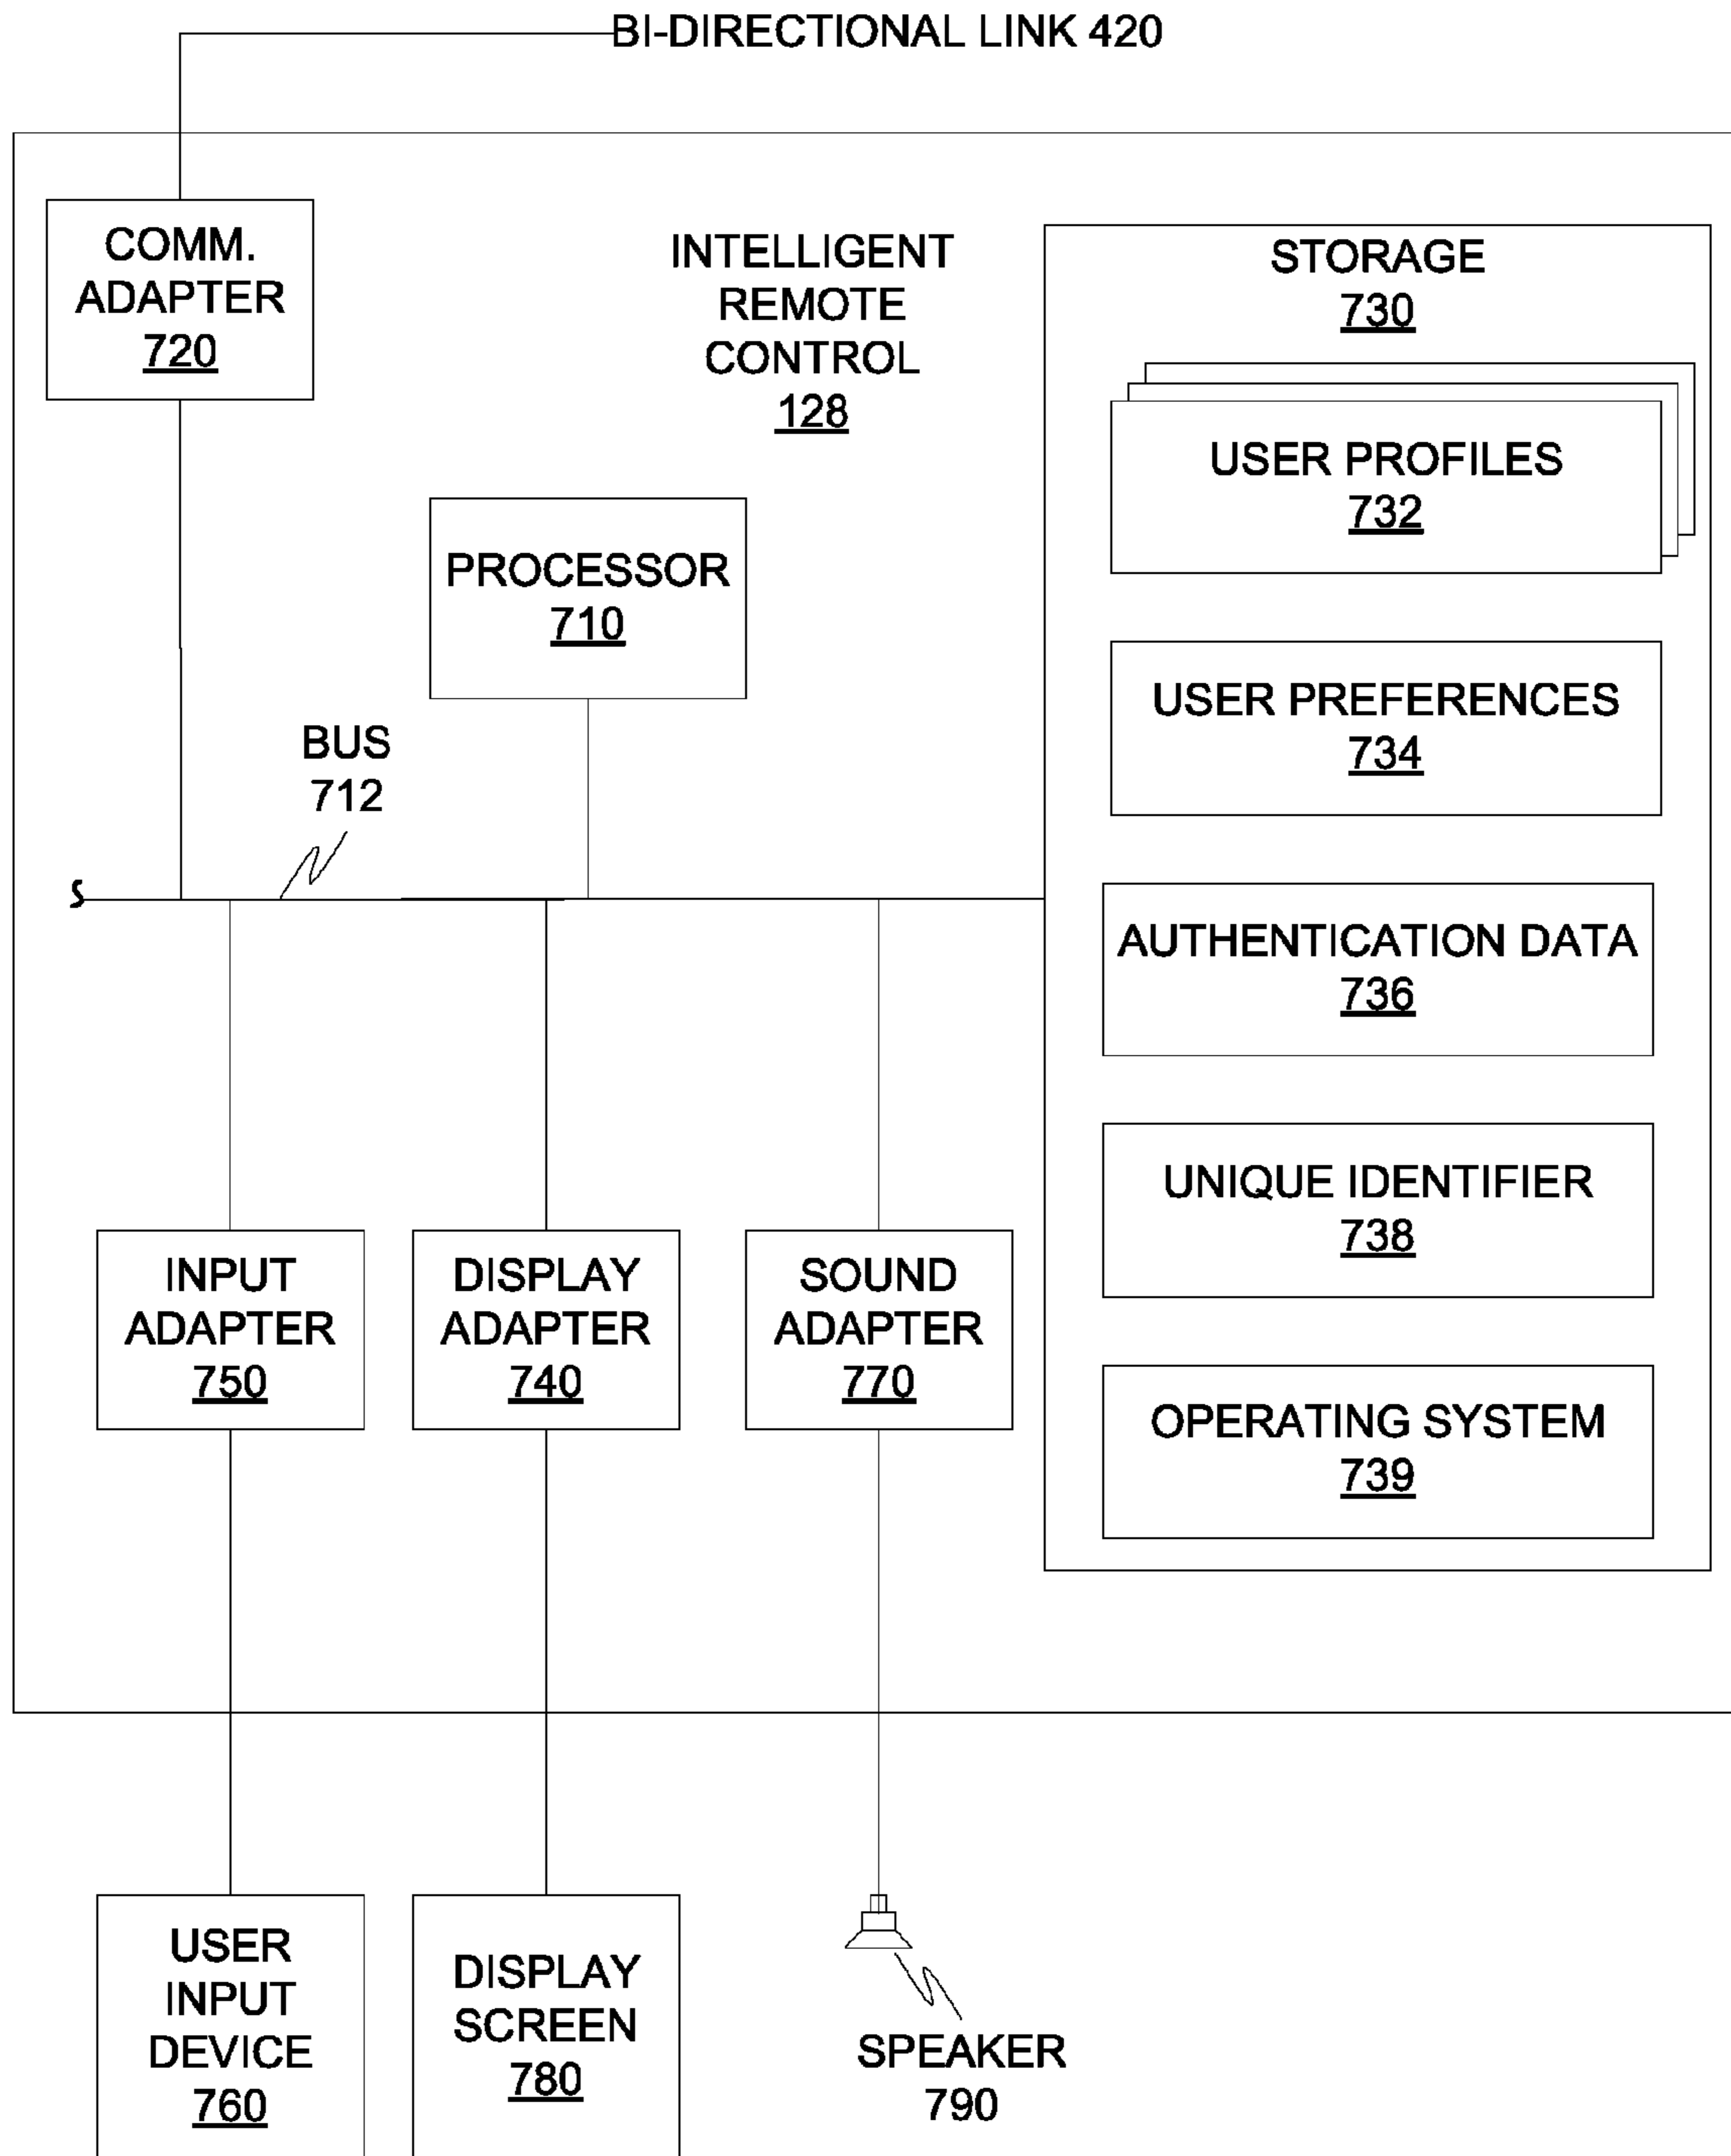 BI-DIRECTIONAL LINK 420
COMM.
ADAPTER
720
INTELLIGENT
REMOTE
CONTROL
128
STORAGE
730
USER PROFILES
732
PROCESSOR
710
USER PREFERENCES
734
BUS
712
AUTHENTICATION DATA
736
UNIQUE IDENTIFIER
738
INPUT
ADAPTER
750
DISPLAY
ADAPTER
740
SOUND
ADAPTER
770
OPERATING SYSTEM
739
USER
INPUT
DEVICE
760
DISPLAY
SCREEN
780
SPEAKER
790